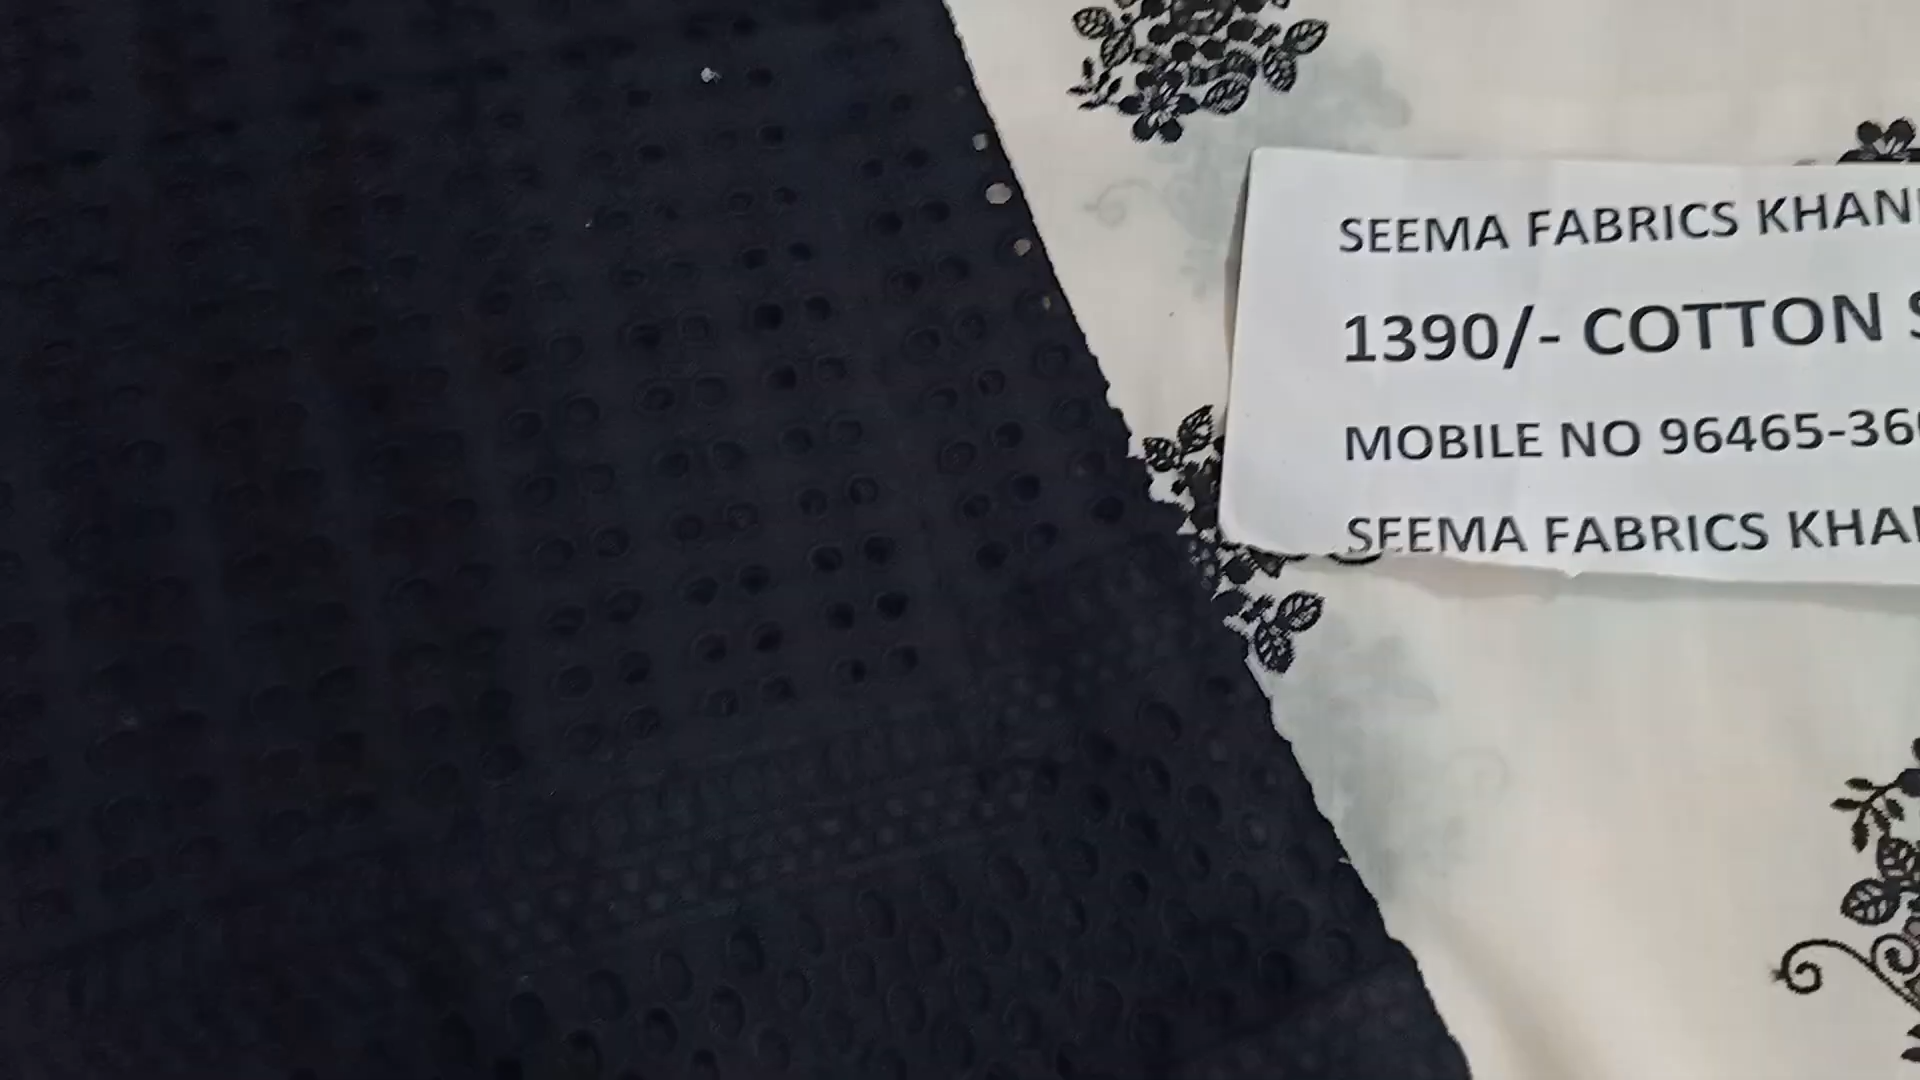 SEEMA FABRICS KHAN
1390/- COTTON S
MOBILE NO 96465-36
SEEMA FABRICS KHA